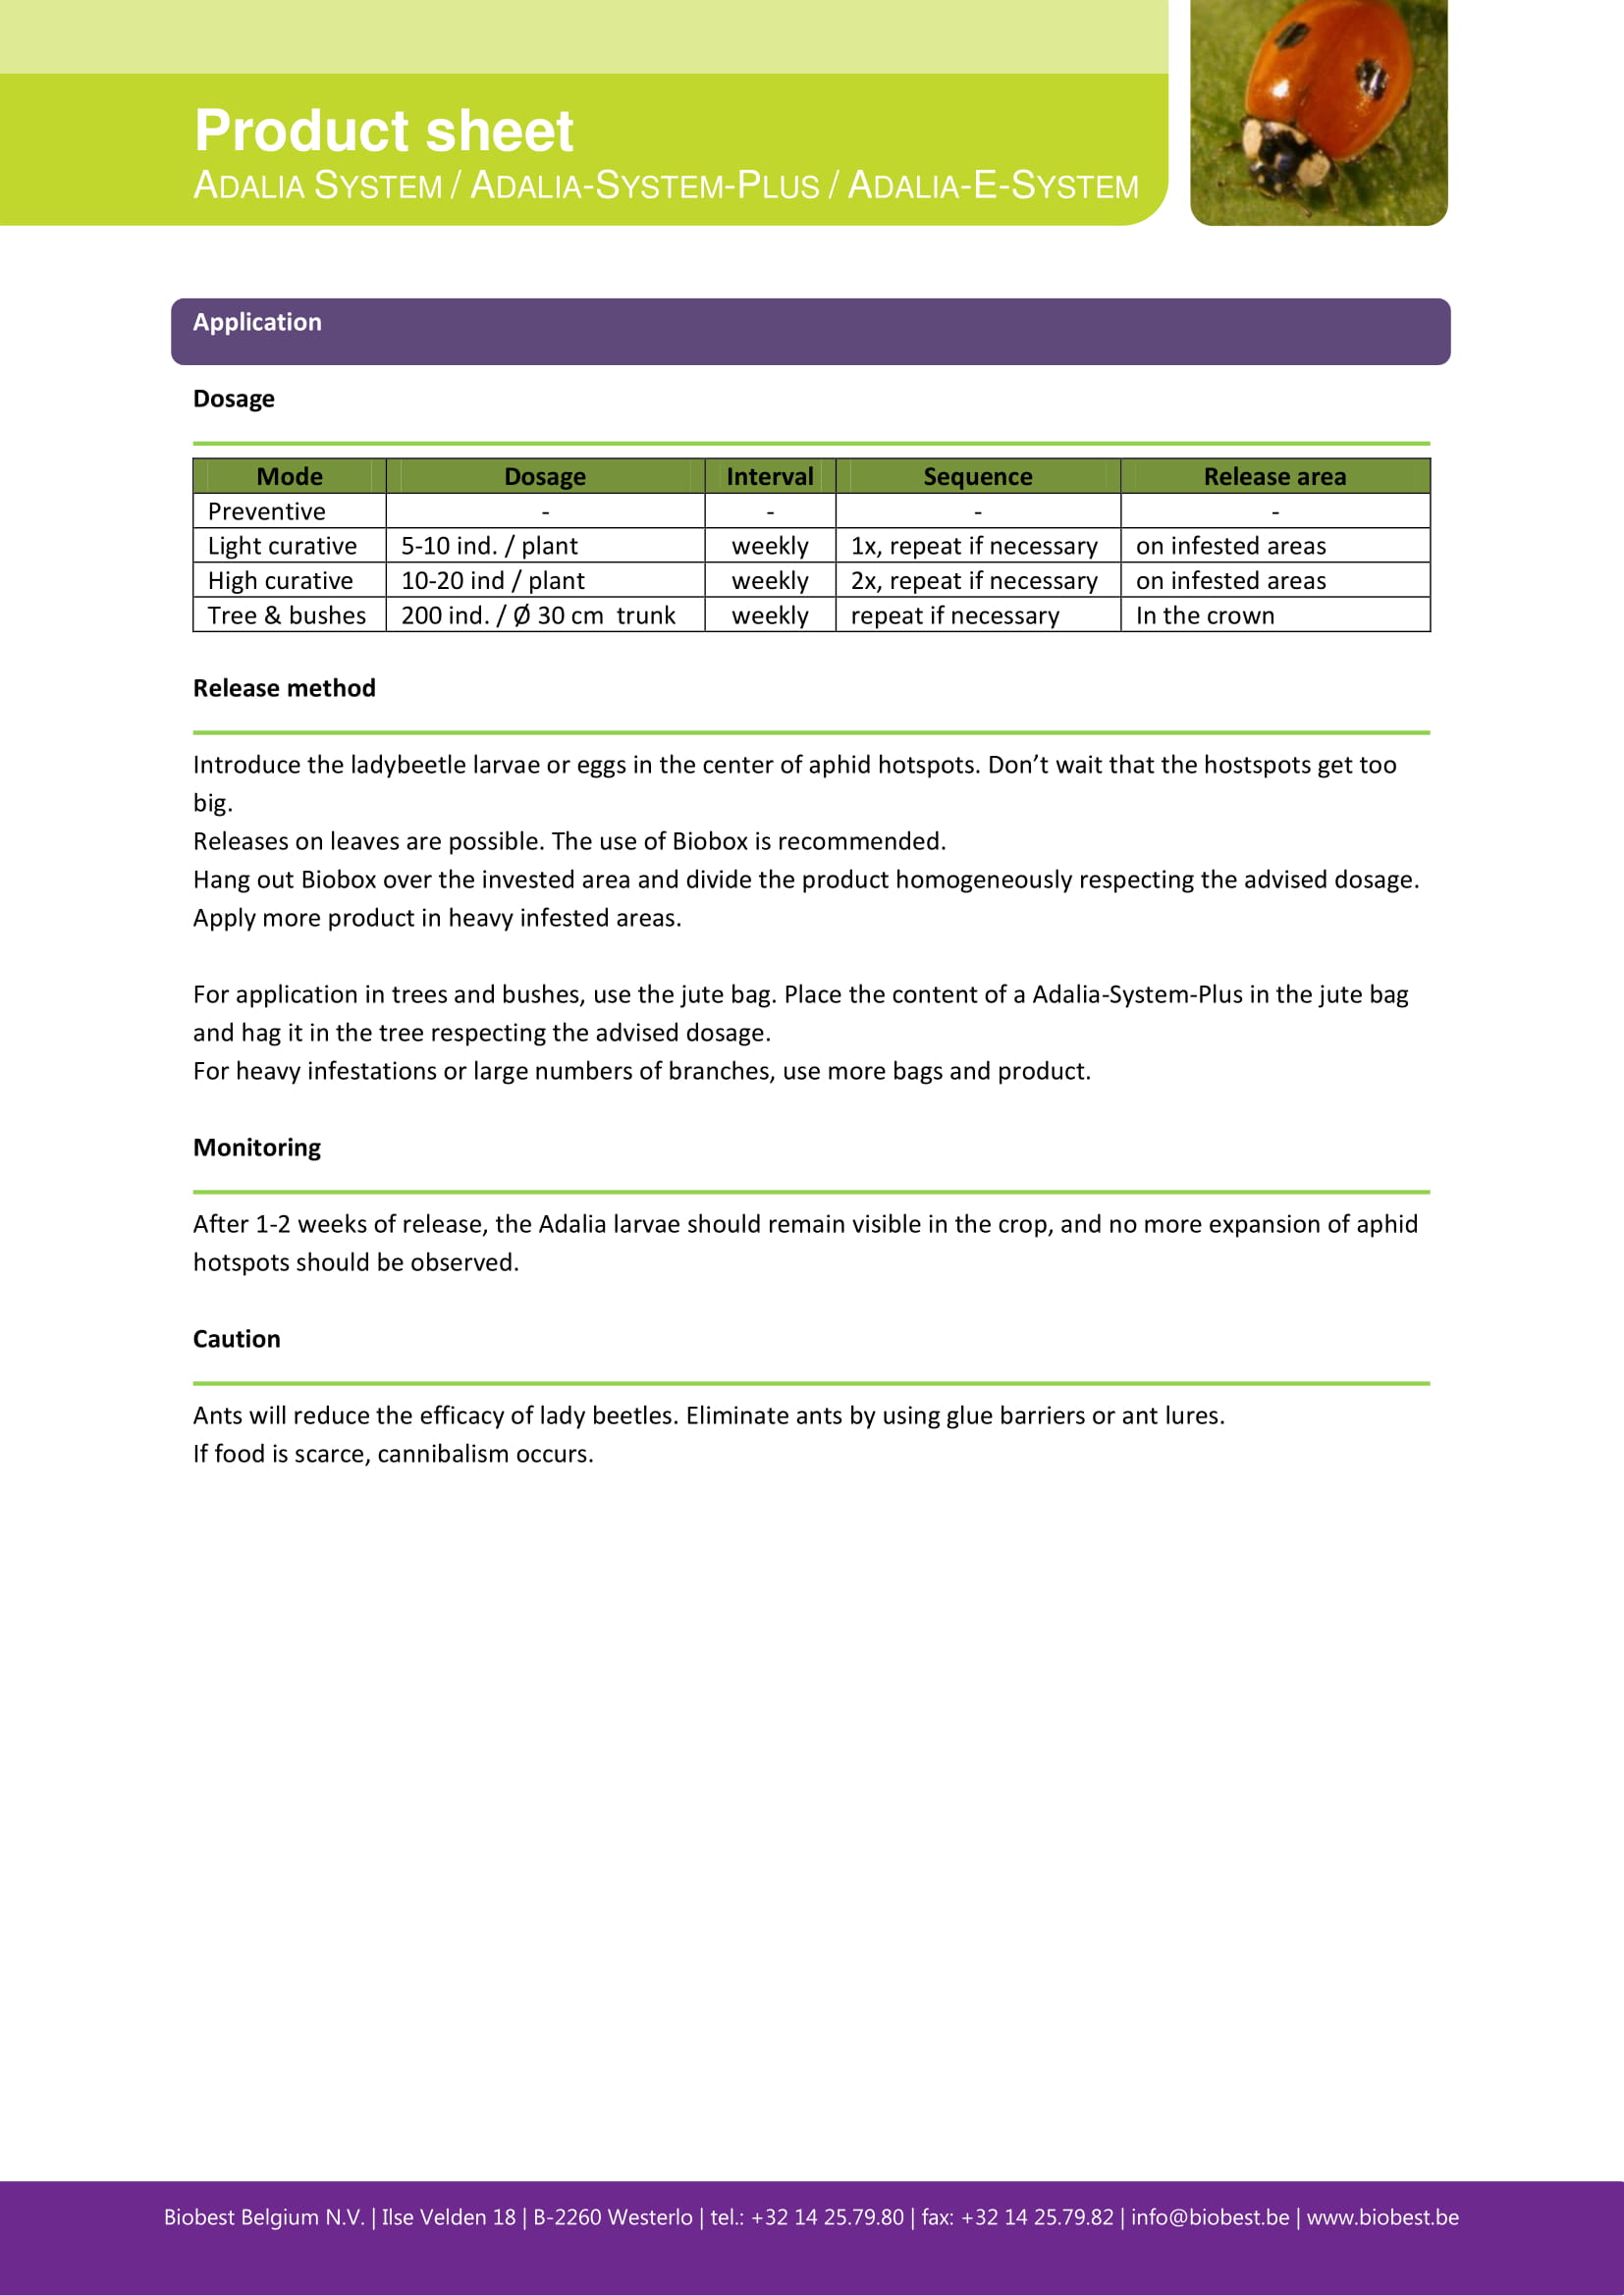 Product sheet
ADALIA SYSTEM / ADALIA-SYSTEM-PLUS / ADALIA-E-SYSTEM
Application
Dosage
Mode Dosage Interval Sequence Release area
Preventive - - - -
Light curative 5-10 ind. / plant weekly 1x, repeat if necessary on infested areas
High curative 10-20 ind / plant weekly 2x, repeat if necessary on infested areas
Tree & bushes 200 ind. / Ø 30 cm trunk weekly repeat if necessary In the crown
Release method
Introduce the ladybeetle larvae or eggs in the center of aphid hotspots. Don’t wait that the hostspots get too
big.
Releases on leaves are possible. The use of Biobox is recommended.
Hang out Biobox over the invested area and divide the product homogeneously respecting the advised dosage.
Apply more product in heavy infested areas.
For application in trees and bushes, use the jute bag. Place the content of a Adalia-System-Plus in the jute bag
and hag it in the tree respecting the advised dosage.
For heavy infestations or large numbers of branches, use more bags and product.
Monitoring
After 1-2 weeks of release, the Adalia larvae should remain visible in the crop, and no more expansion of aphid
hotspots should be observed.
Caution
Ants will reduce the efficacy of lady beetles. Eliminate ants by using glue barriers or ant lures.
If food is scarce, cannibalism occurs.
Biobest Belgium N.V. | Ilse Velden 18 | B-2260 Westerlo | tel.: +32 14 25.79.80 | fax: +32 14 25.79.82 | info@biobest.be | www.biobest.be